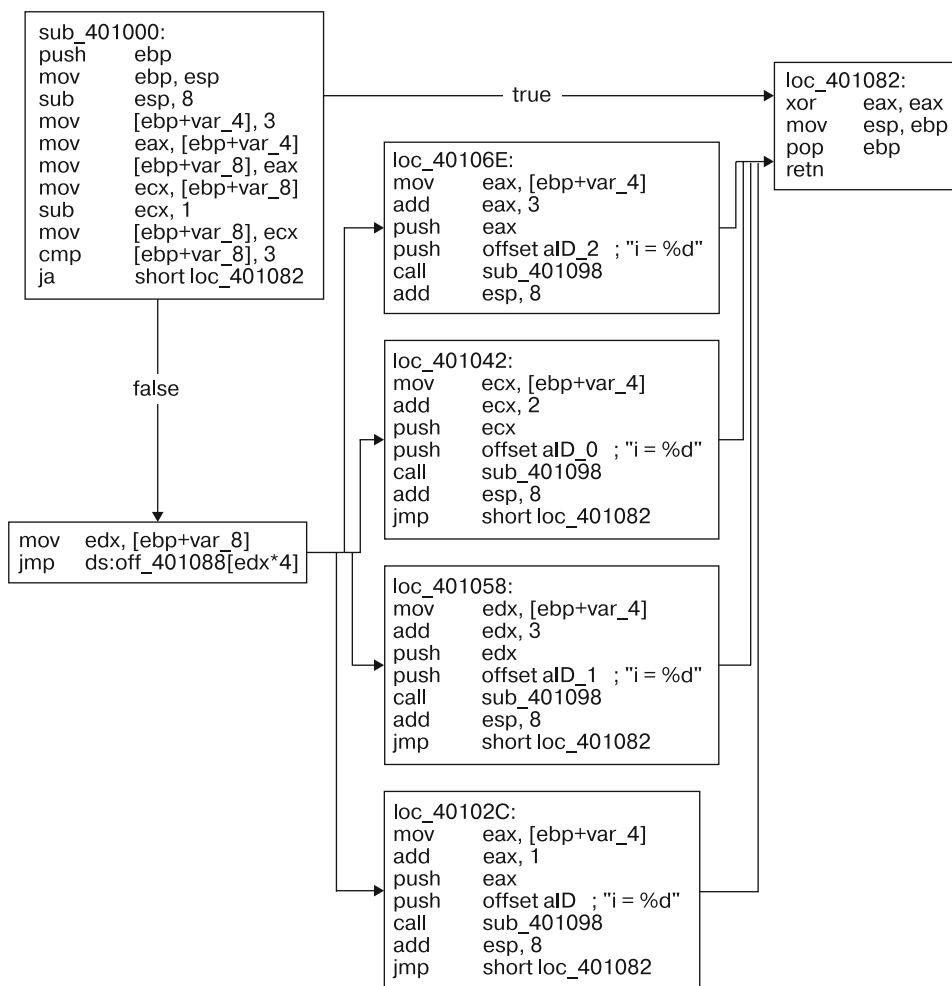 sub_401000:
push ebp
mov ebp, esp
sub esp, 8
mov [ebp+var_4], 3
mov eax, [ebp+var_4]
mov [ebp+var_8], eax
mov ecx, [ebp+var_8]
sub ecx, 1
mov [ebp+var_8], ecx
cmp [ebp+var_8], 3
ja short loc_401082
true
loc_401082:
xor eax, eax
mov esp, ebp
pop ebp
retn
false
mov edx, [ebp+var_8]
jmp ds:off_401088[edx*4]
loc_40106E:
mov eax, [ebp+var_4]
add eax, 3
push eax
push offset aID_2 ; "i = %d"
call sub_401098
add esp, 8
loc_401042:
mov ecx, [ebp+var_4]
add ecx, 2
push ecx
push offset aID_0 ; "i = %d"
call sub_401098
add esp, 8
jmp short loc_401082
loc_401058:
mov edx, [ebp+var_4]
add edx, 3
push edx
push offset aID_1 ; "i = %d"
call sub_401098
add esp, 8
jmp short loc_401082
loc_40102C:
mov eax, [ebp+var_4]
add eax, 1
push eax
push offset aID ; "i = %d"
call sub_401098
add esp, 8
jmp short loc_401082